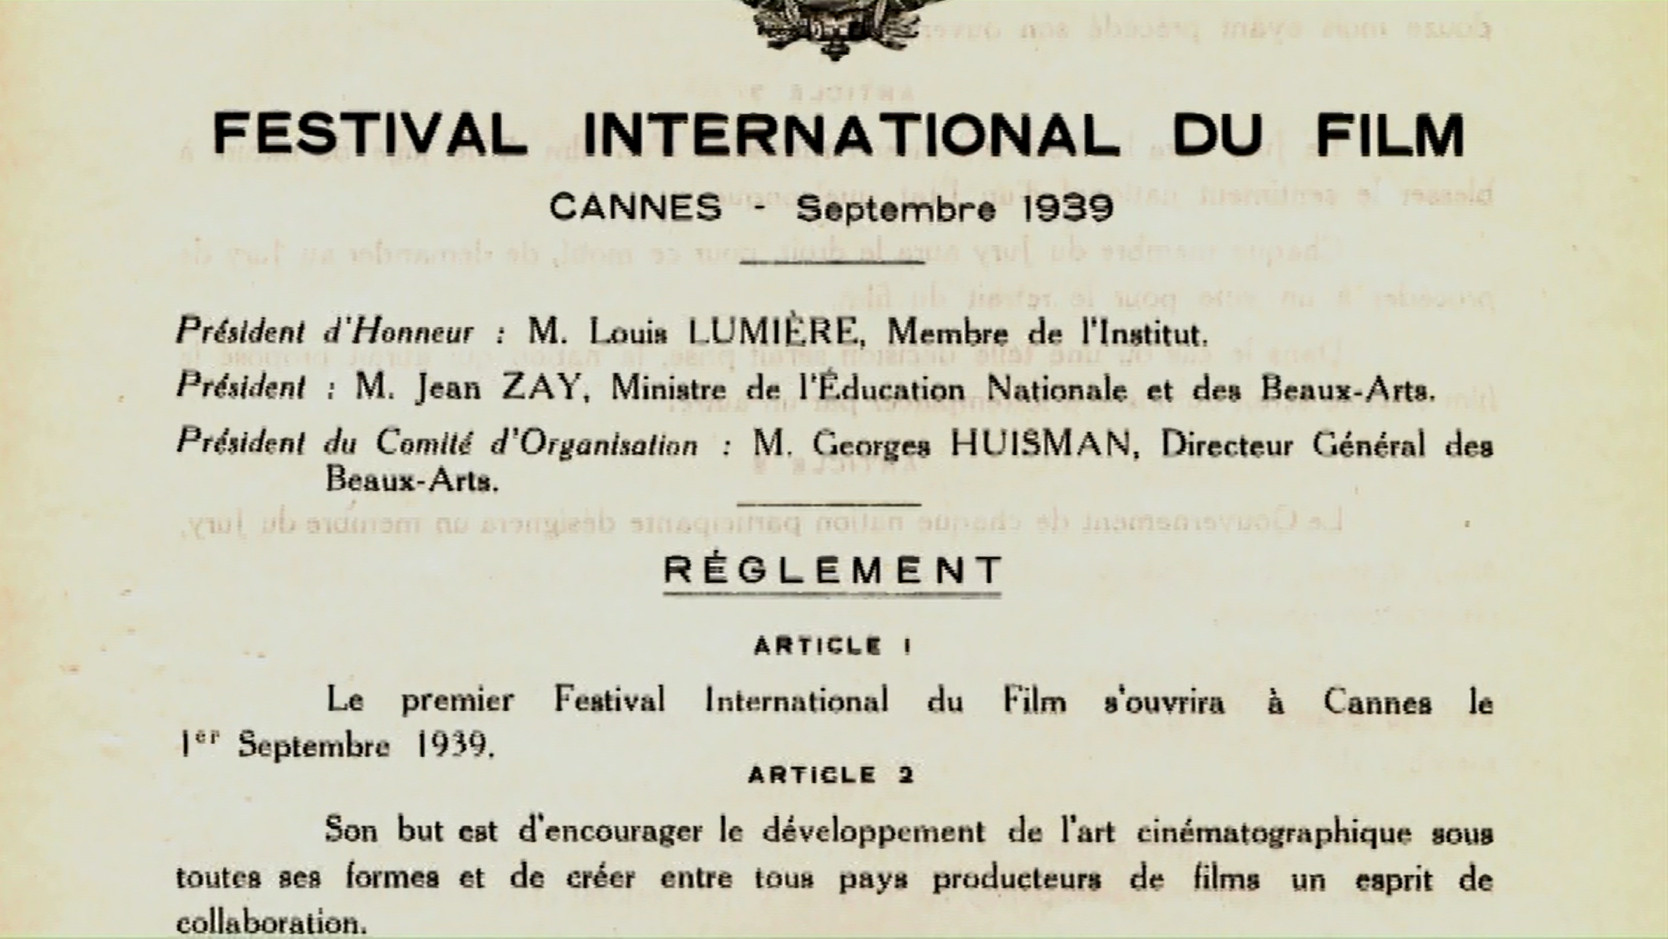 FESTIVAL INTERNATIONAL DU FILM
CANNES - Septembre 1939
Président d'Honneur : M. Louis LUMIÈRE, Membre de l'Institut.
Président : M. Jean ZAY, Ministre de l'Éducation Nationale et des Beaux-Arts.
Président du Comité d'Organisation : M. Georges HUISMAN, Directeur Général des
Beaux-Arts.
RÉGLEMENT
ARTICLE 1
Le premier Festival International du Film s'ouvrira à Cannes le
1er Septembre 1939.
ARTICLE 2
Son but est d'encourager le développement de l'art cinématographique sous
toutes ses formes et de créer entre tous pays producteurs de films un esprit de
collaboration.